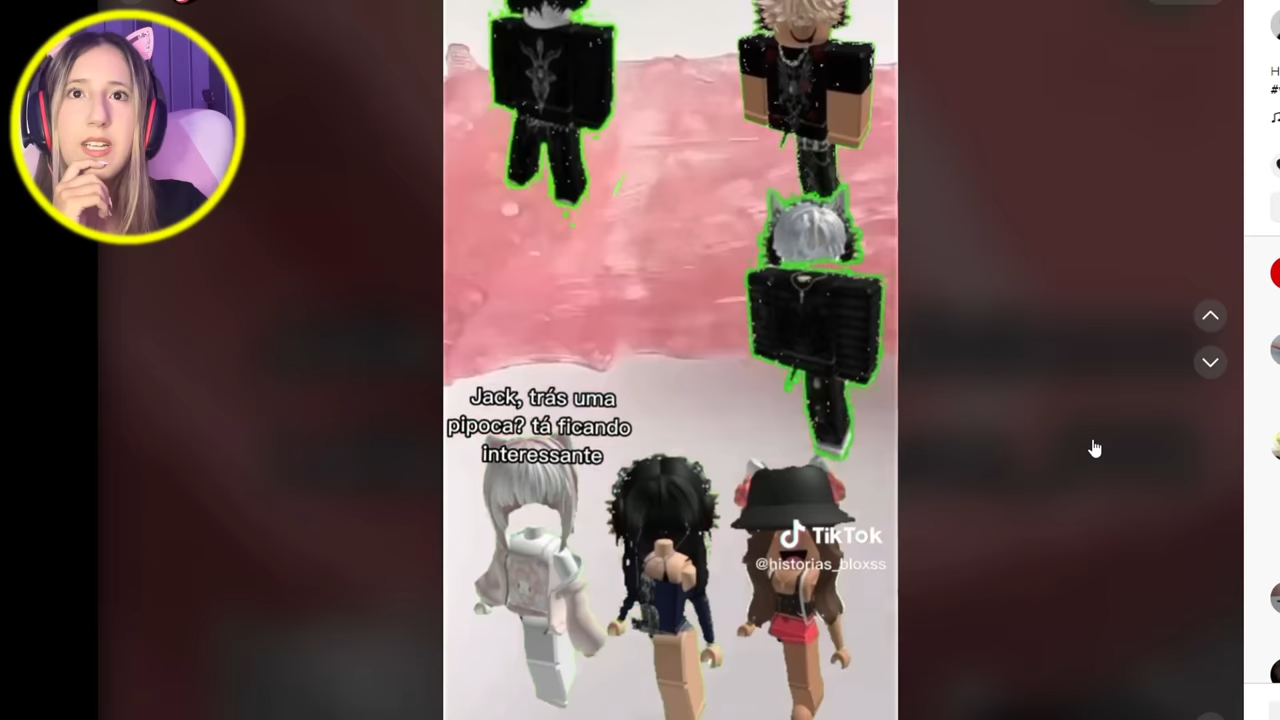 Jack, trás uma
pipoca? tá ficando
interessante
TikTok
@historias_bloxss